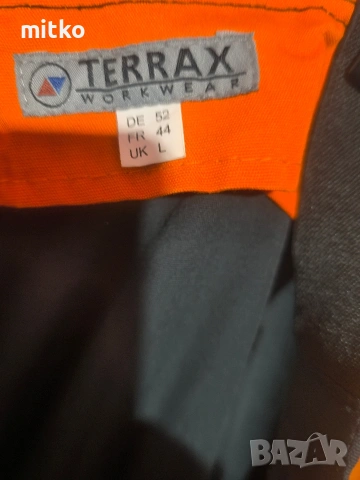 mitko
TERRAX
WORKWEAR
DE 52
FR 44
UK L
BAZAR